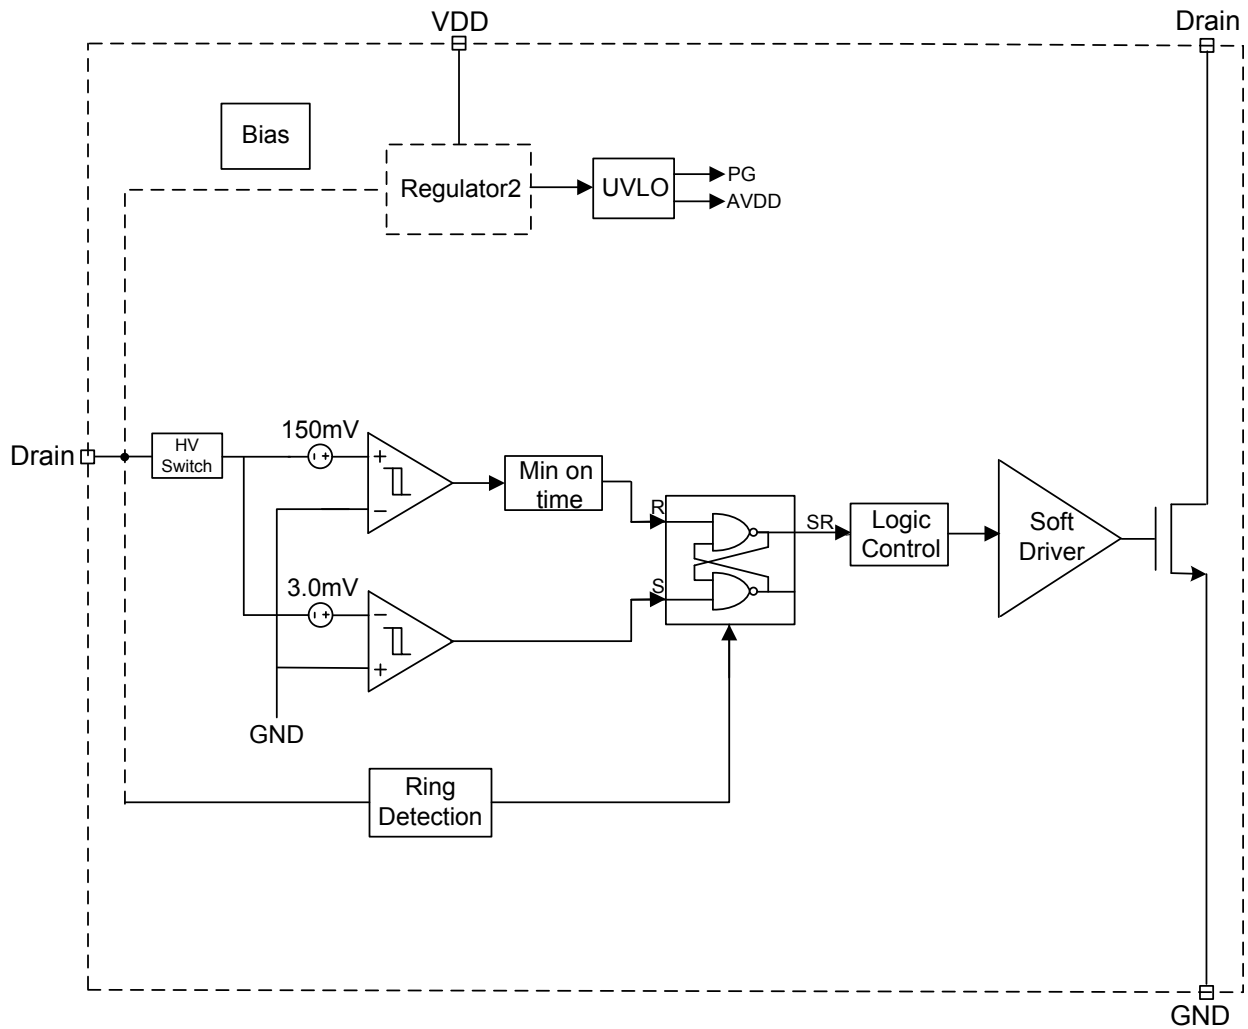 VDD
Drain
Bias
Regulator2
UVLO
PG
AVDD
Drain
HV
Switch
150mV
+
−
Min on
time
R
S
SR
Logic
Control
Soft
Driver
3.0mV
−
+
GND
Ring
Detection
GND